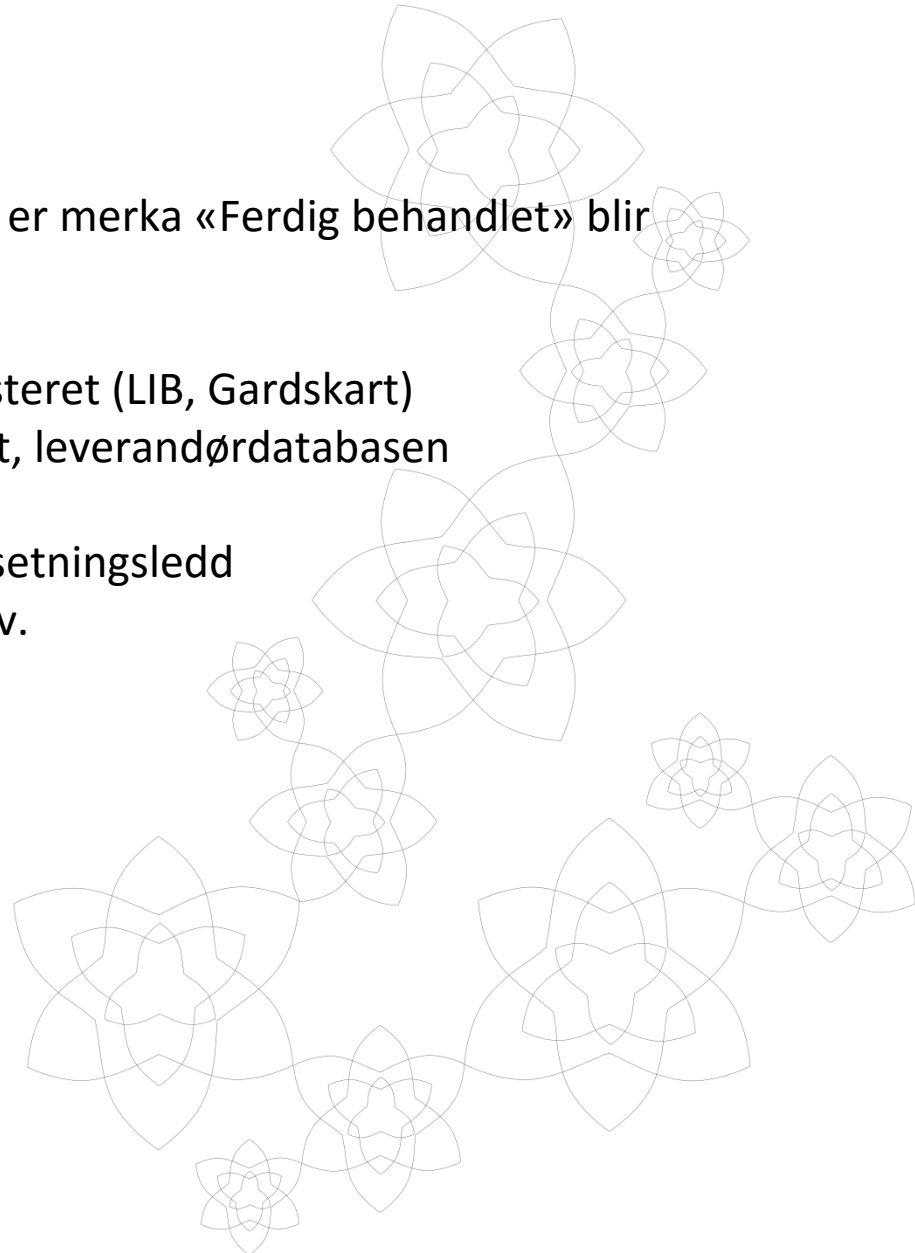 er merka «Ferdig behandlet» blir
steret (LIB, Gardskart)
t, leverandørdatabasen
setningsledd
v.